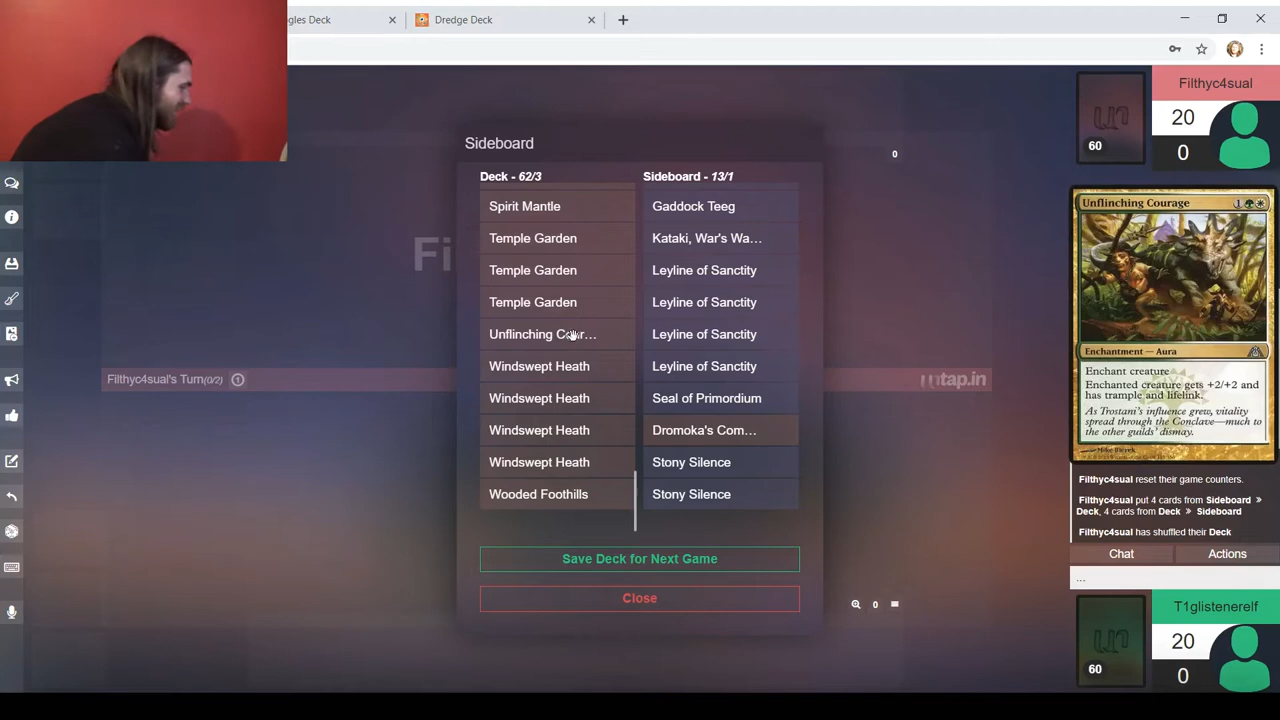 gles Deck
Dredge Deck
Filthyc4sual
20
60
0
0
Sideboard
Deck - 62/3
Sideboard - 13/1
Spirit Mantle
Gaddock Teeg
Temple Garden
Kataki, War's Wa...
Temple Garden
Leyline of Sanctity
Temple Garden
Leyline of Sanctity
Unflinching Cour...
Leyline of Sanctity
Windswept Heath
Leyline of Sanctity
Windswept Heath
Seal of Primordium
Windswept Heath
Dromoka's Com...
Windswept Heath
Stony Silence
Wooded Foothills
Stony Silence
Save Deck for Next Game
Close
Fi
Filthyc4sual's Turn(0/2)
untap.in
0
Unflinching Courage
1
Enchantment — Aura
Enchant creature
Enchanted creature gets +2/+2 and
has trample and lifelink.
As Trostani's influence grew, vitality
spread through the Conclave—much to
the other guilds' dismay.
Filthyc4sual reset their game counters.
Filthyc4sual put 4 cards from Sideboard »
Deck, 4 cards from Deck » Sideboard
Filthyc4sual has shuffled their Deck
Chat
Actions
...
T1glistenerelf
20
60
0